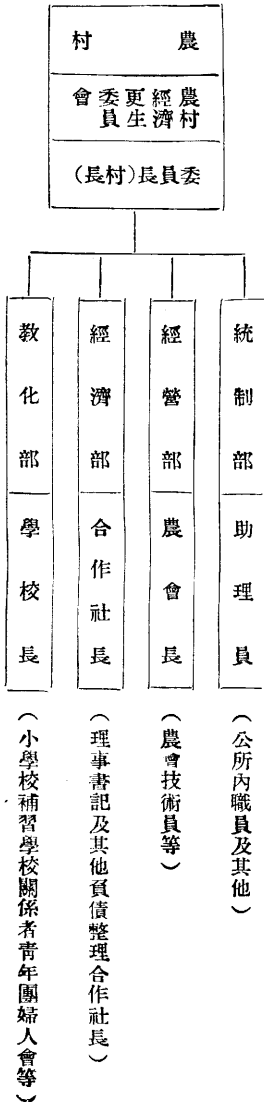 農村
農村經濟更生委員會
委員長(村長)
統制部 助理員 (公所內職員及其他)
經營部 農會長 (農會技術員等)
經濟部 合作社長 (理事書記及其他負債整理合作社長)
敎化部 學校長 (小學校補習學校關係者靑年團婦人會等)